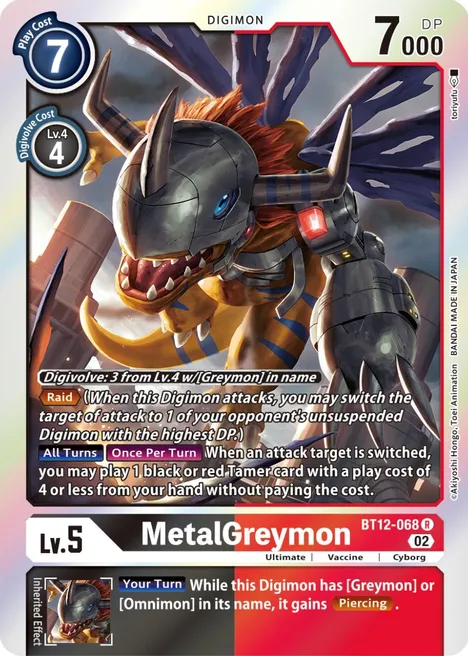 DIGIMON
Play Cost
7
DP
7000
toriyufu
Digivolve Cost
Lv.4
4
©Akiyoshi Hongo, Toei Animation BANDAI MADE IN JAPAN
Digivolve: 3 from Lv.4 w/[Greymon] in name
Raid (When this Digimon attacks, you may switch the
target of attack to 1 of your opponent's unsuspended
Digimon with the highest DP.)
All Turns Once Per Turn When an attack target is switched,
you may play 1 black or red Tamer card with a play cost of
4 or less from your hand without paying the cost.
Lv.5
MetalGreymon
BT12-068 R
02
Ultimate | Vaccine | Cyborg
Inherited Effect
Your Turn While this Digimon has [Greymon] or
[Omnimon] in its name, it gains Piercing .